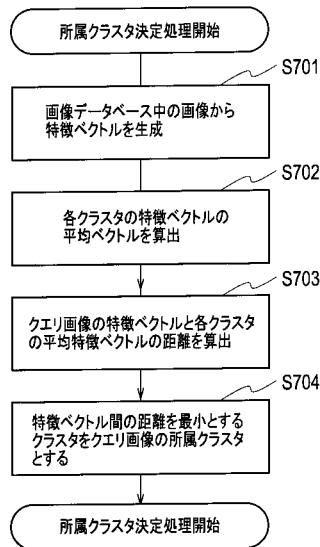 所属クラスタ決定処理開始
S701
画像データベース中の画像から
特徴ベクトルを生成
S702
各クラスタの特徴ベクトルの
平均ベクトルを算出
S703
クエリ画像の特徴ベクトルと各クラスタ
の平均特徴ベクトルの距離を算出
S704
特徴ベクトル間の距離を最小とする
クラスタをクエリ画像の所属クラスタ
とする
所属クラスタ決定処理開始